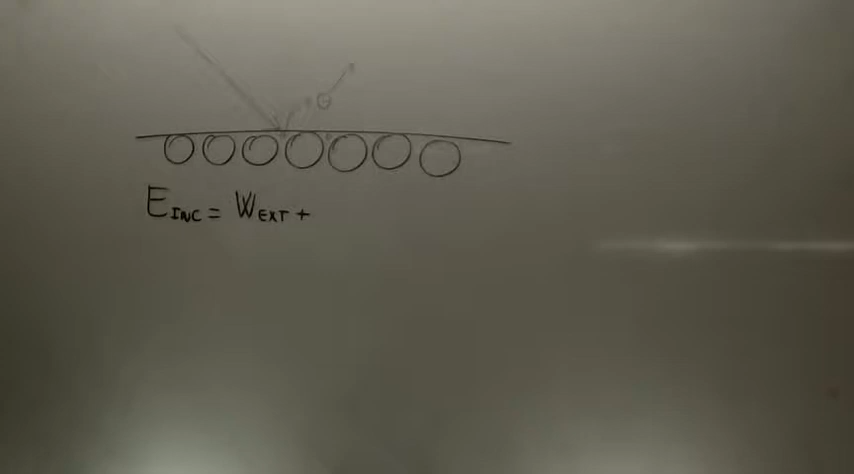 E_INC = W_EXT +